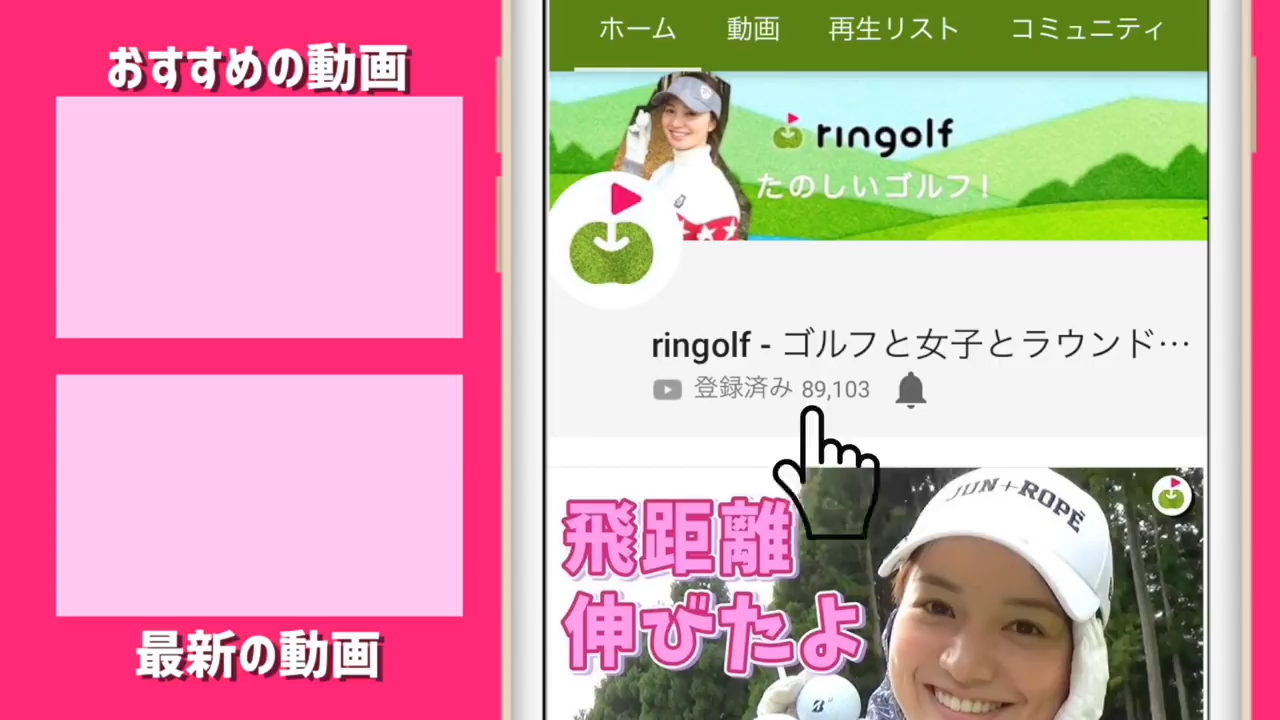 おすすめの動画
最新の動画
ホーム 動画 再生リスト コミュニティ
ringolf
たのしいゴルフ!
ringolf - ゴルフと女子とラウンド…
登録済み 89,103
JUN+ROPÉ
飛距離
伸びたよ
B